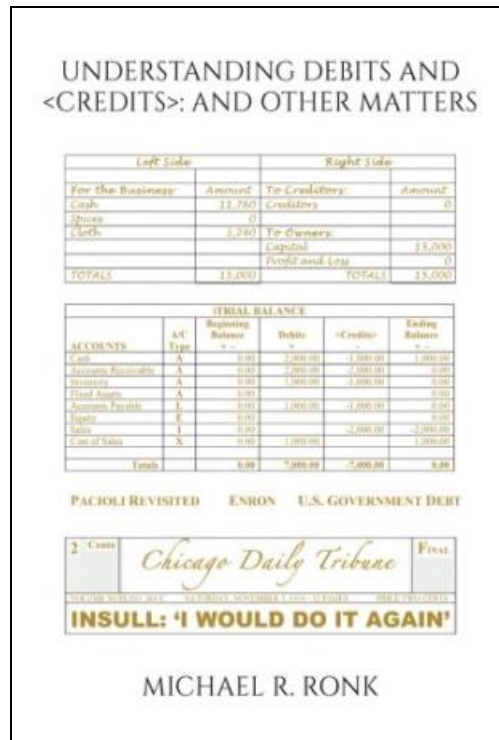 UNDERSTANDING DEBITS AND
<CREDITS>: AND OTHER MATTERS
Left Side Right Side
For the Business: Amount To Creditors: Amount
Cash 11,760 Creditors 0
Spices 0
Cloth 3,240 To Owners:
Capital 15,000
Profit and Loss 0
TOTALS 15,000 TOTALS 15,000
TRIAL BALANCE
ACCOUNTS A/C Type Beginning Balance + - Debits + <Credits> - Ending Balance + -
Cash A 0.00 2,000.00 -1,000.00 1,000.00
Accounts Receivable A 0.00 2,000.00 -2,000.00 0.00
Inventory A 0.00 1,000.00 -1,000.00 0.00
Fixed Assets A 0.00 0.00
Accounts Payable L 0.00 1,000.00 -1,000.00 0.00
Equity E 0.00 0.00
Sales I 0.00 -2,000.00 -2,000.00
Cost of Sales X 0.00 1,000.00 1,000.00
Totals 0.00 7,000.00 -7,000.00 0.00
PACIOLI REVISITED ENRON U.S. GOVERNMENT DEBT
2 Cents Chicago Daily Tribune FINAL
SATURDAY, NOVEMBER PRICE TWO CENTS
INSULL: ‘I WOULD DO IT AGAIN’
MICHAEL R. RONK